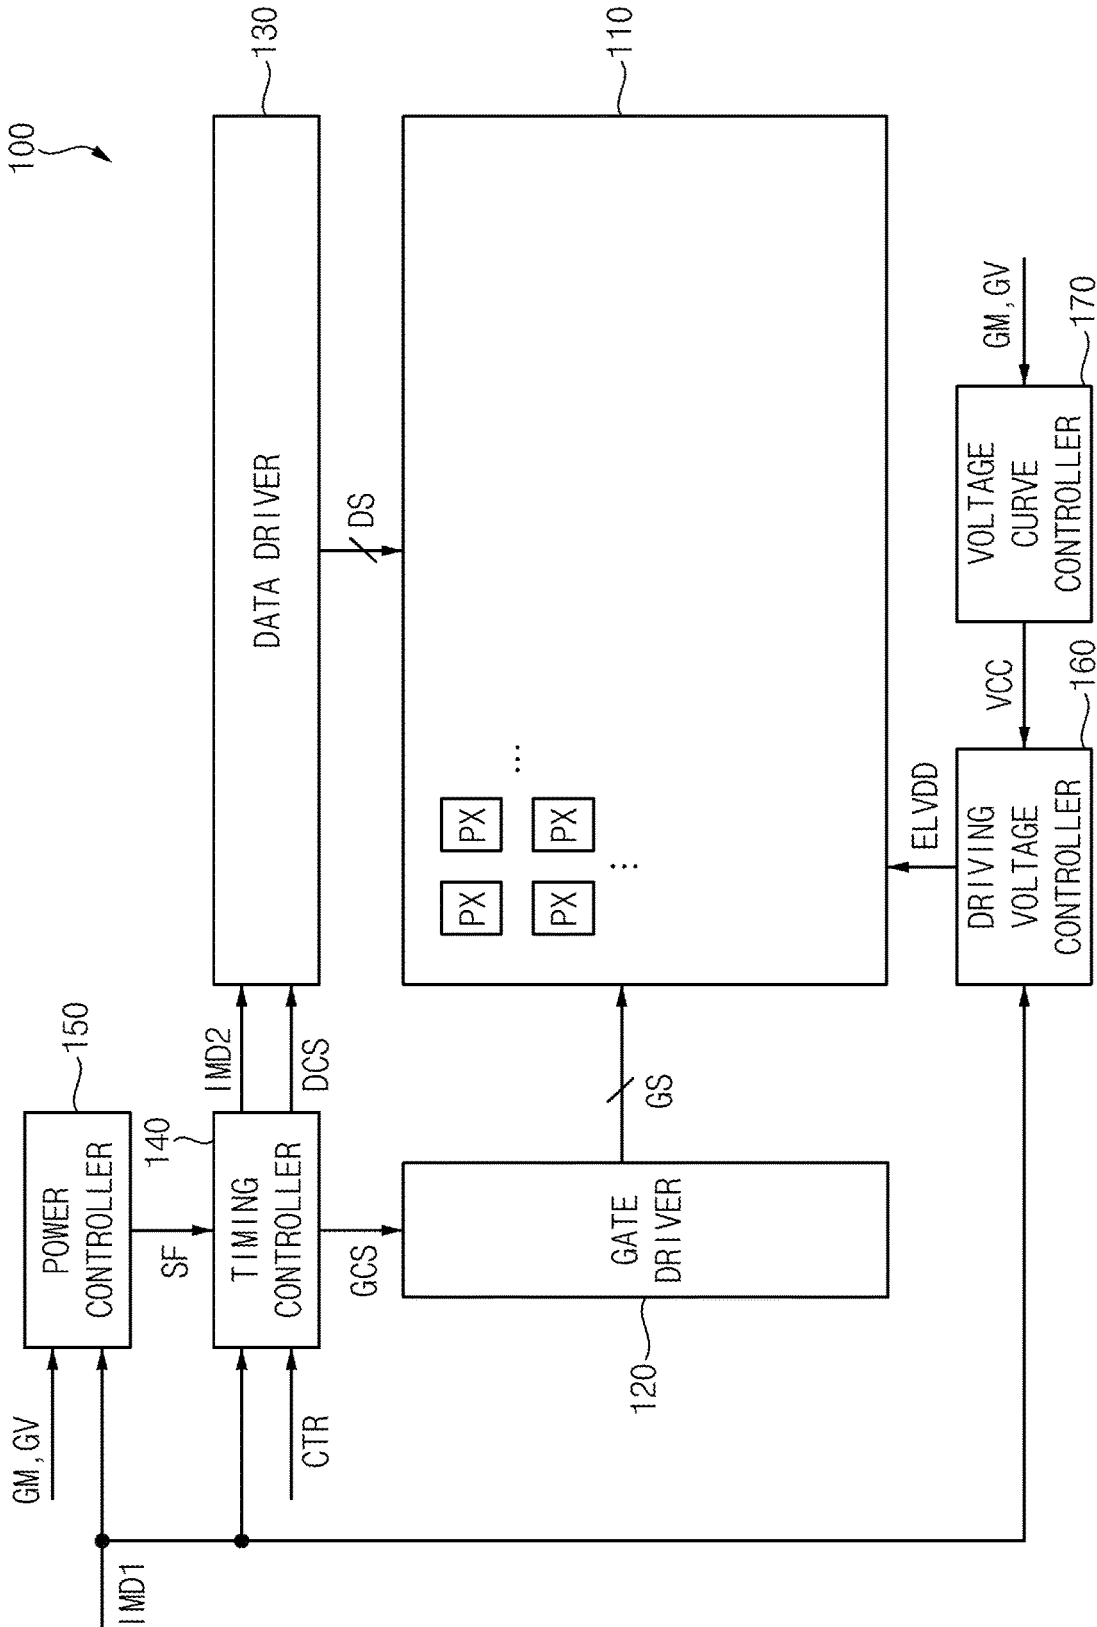 100
150
POWER
CONTROLLER
GM,GV
IMD1
SF
140
TIMING
CONTROLLER
CTR
IMD2
DCS
130
DATA DRIVER
GCS
DS
120
GATE
DRIVER
GS
110
PX
PX
...
PX
PX
...
ELVDD
160
DRIVING
VOLTAGE
CONTROLLER
VCC
170
VOLTAGE
CURVE
CONTROLLER
GM,GV